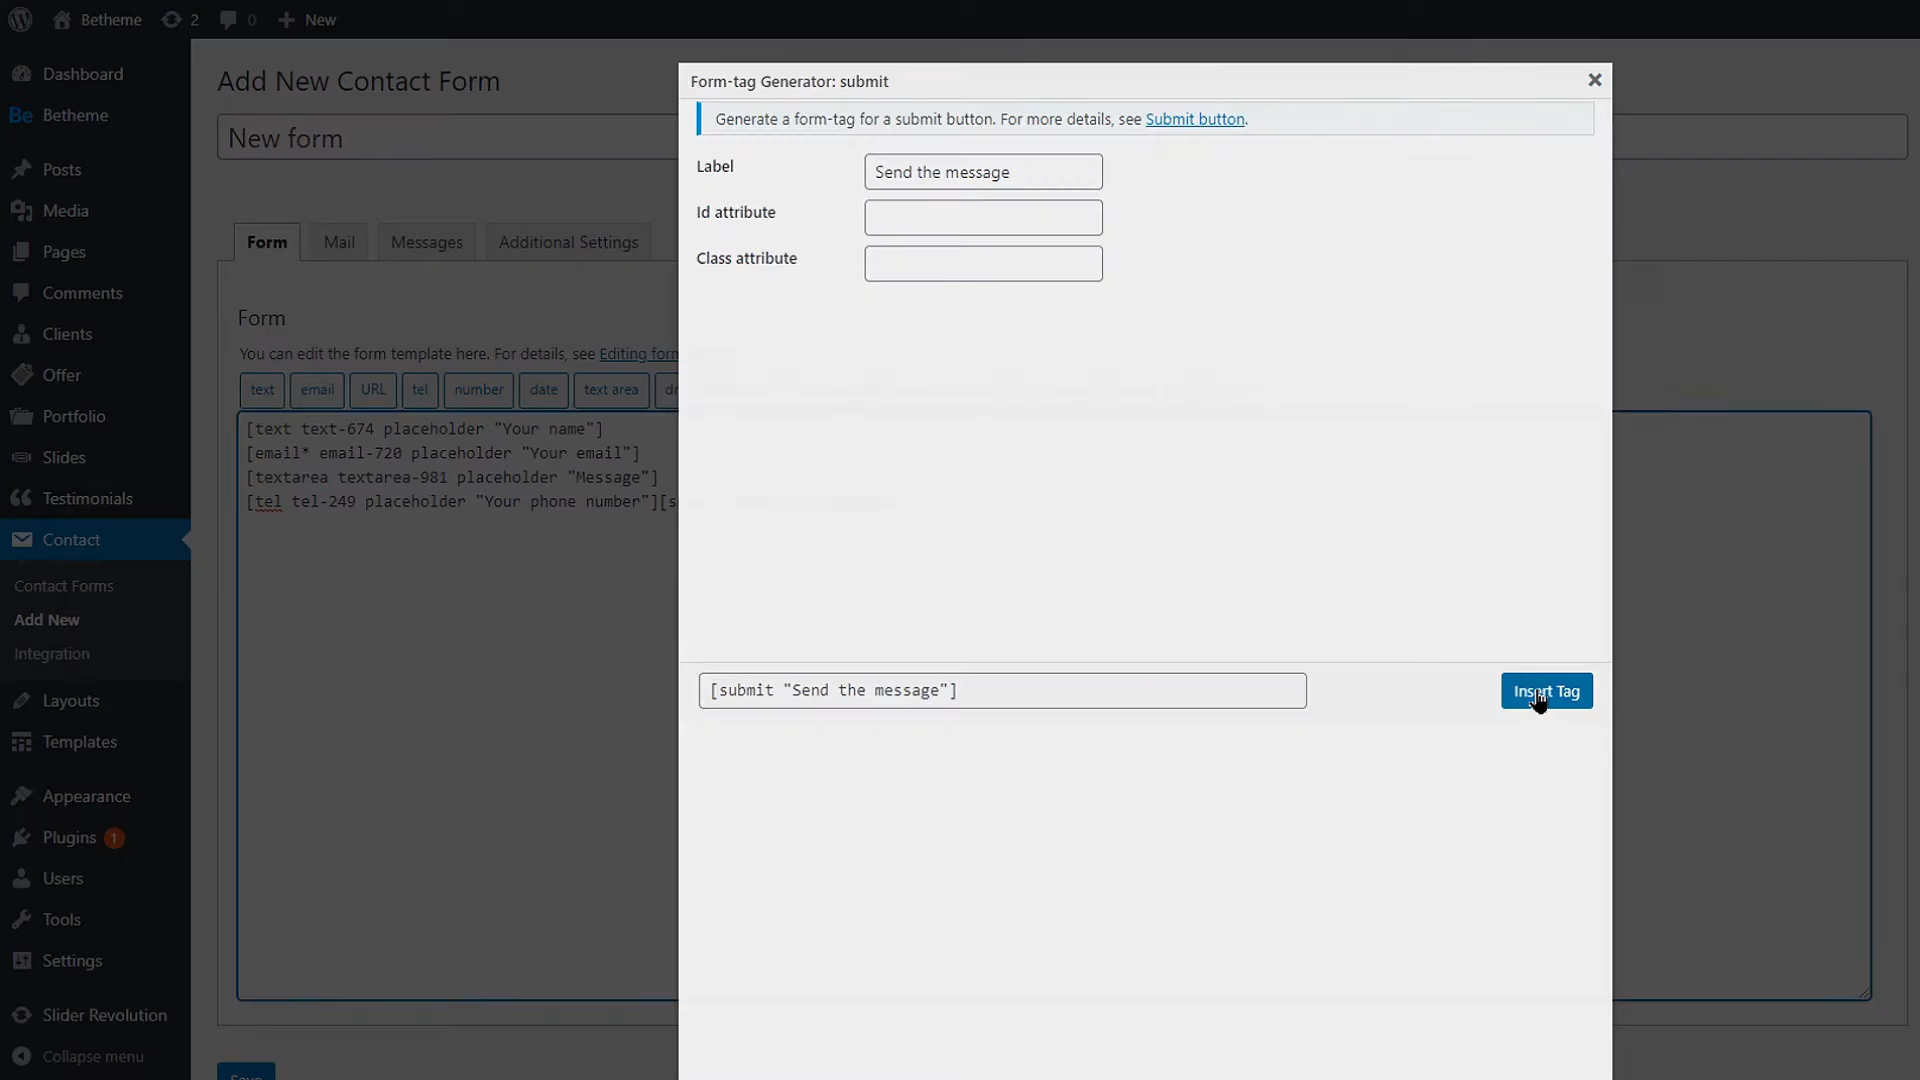 Betheme
2
0
New
Dashboard
Betheme
Posts
Media
Pages
Comments
Clients
Offer
Portfolio
Slides
Testimonials
Contact
Contact Forms
Add New
Integration
Layouts
Templates
Appearance
Plugins 1
Users
Tools
Settings
Slider Revolution
Collapse menu
Add New Contact Form
New form
Form
Mail
Messages
Additional Settings
Form
You can edit the form template here. For details, see Editing form
text
email
URL
tel
number
date
text area
[text text-674 placeholder "Your name"]
[email* email-720 placeholder "Your email"]
[textarea textarea-981 placeholder "Message"]
[tel tel-249 placeholder "Your phone number"][s
Save
Form-tag Generator: submit
Generate a form-tag for a submit button. For more details, see Submit button.
Label
Send the message
Id attribute
Class attribute
[submit "Send the message"]
Insert Tag